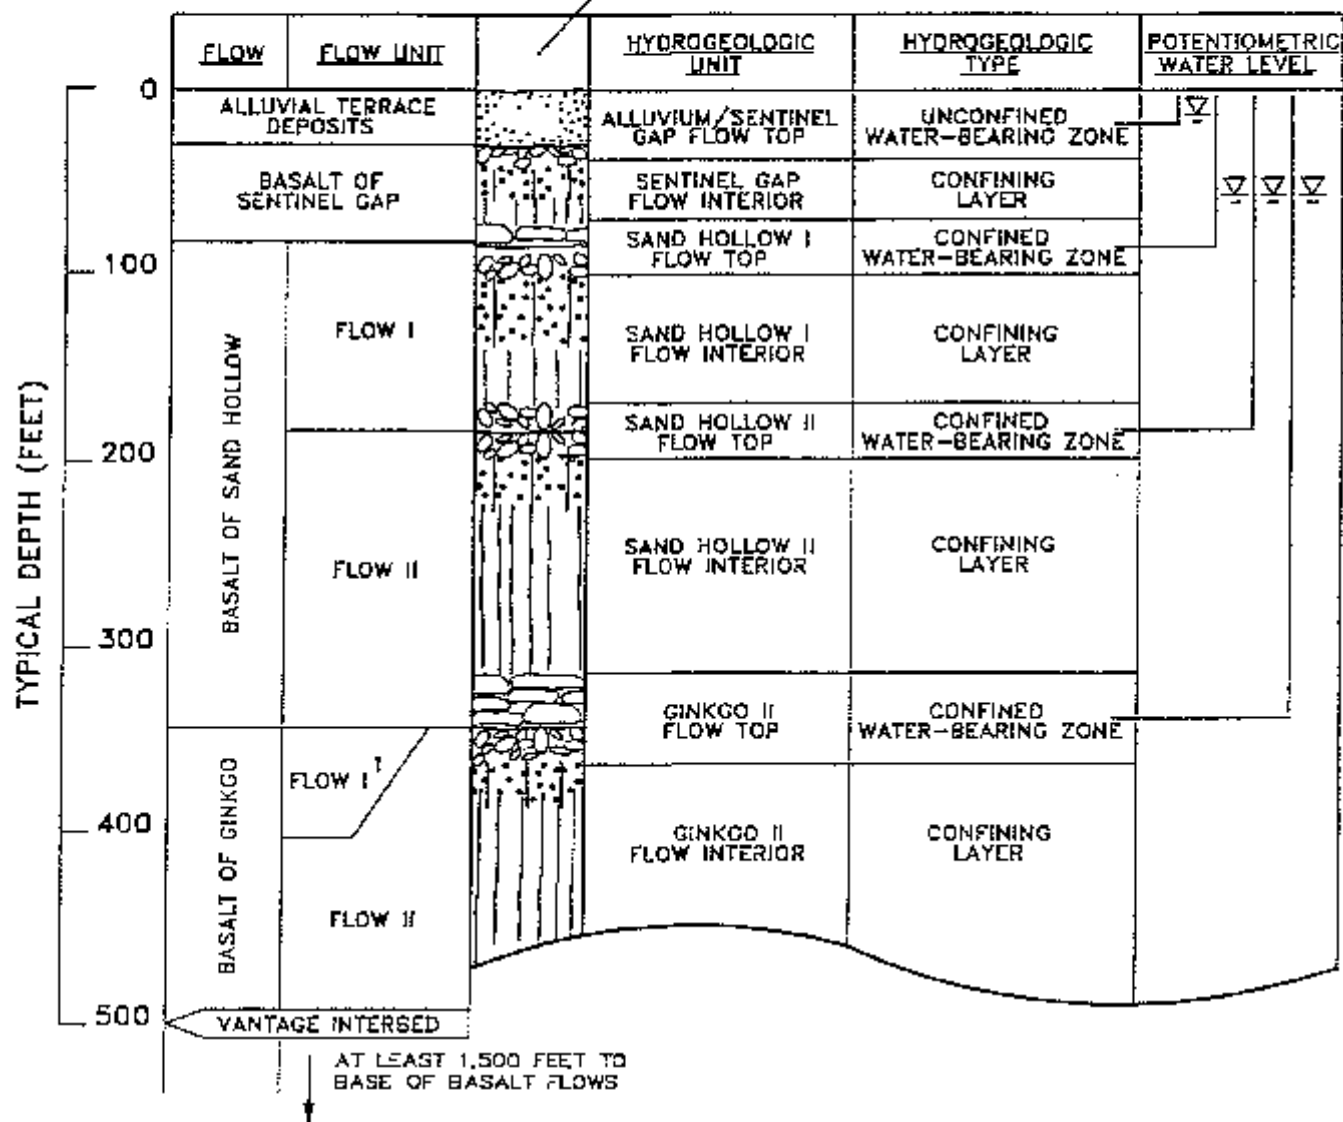 FLOW
FLOW UNIT
HYDROGEOLOGIC
UNIT
HYDROGEOLOGIC
TYPE
POTENTIOMETRIC
WATER LEVEL
TYPICAL DEPTH (FEET)
0
100
200
300
400
500
ALLUVIAL TERRACE
DEPOSITS
ALLUVIUM/SENTINEL
GAP FLOW TOP
UNCONFINED
WATER-BEARING ZONE
BASALT OF
SENTINEL GAP
SENTINEL GAP
FLOW INTERIOR
CONFINING
LAYER
SAND HOLLOW I
FLOW TOP
CONFINED
WATER-BEARING ZONE
BASALT OF SAND HOLLOW
FLOW I
SAND HOLLOW I
FLOW INTERIOR
CONFINING
LAYER
SAND HOLLOW II
FLOW TOP
CONFINED
WATER-BEARING ZONE
FLOW II
SAND HOLLOW II
FLOW INTERIOR
CONFINING
LAYER
GINKGO II
FLOW TOP
CONFINED
WATER-BEARING ZONE
BASALT OF GINKGO
FLOW I †
GINKGO II
FLOW INTERIOR
CONFINING
LAYER
FLOW II
VANTAGE INTERBED
AT LEAST 1,500 FEET TO
BASE OF BASALT FLOWS